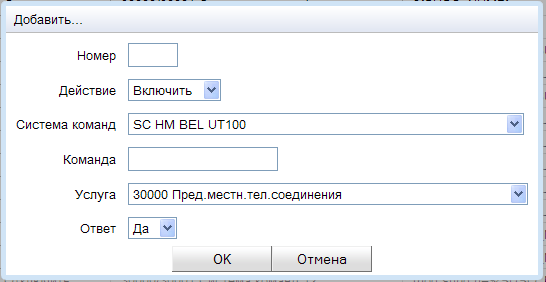 Добавить...
Номер
Действие Включить
Система команд SC HM BEL UT100
Команда
Услуга 30000 Пред.местн.тел.соединения
Ответ Да
OK Отмена